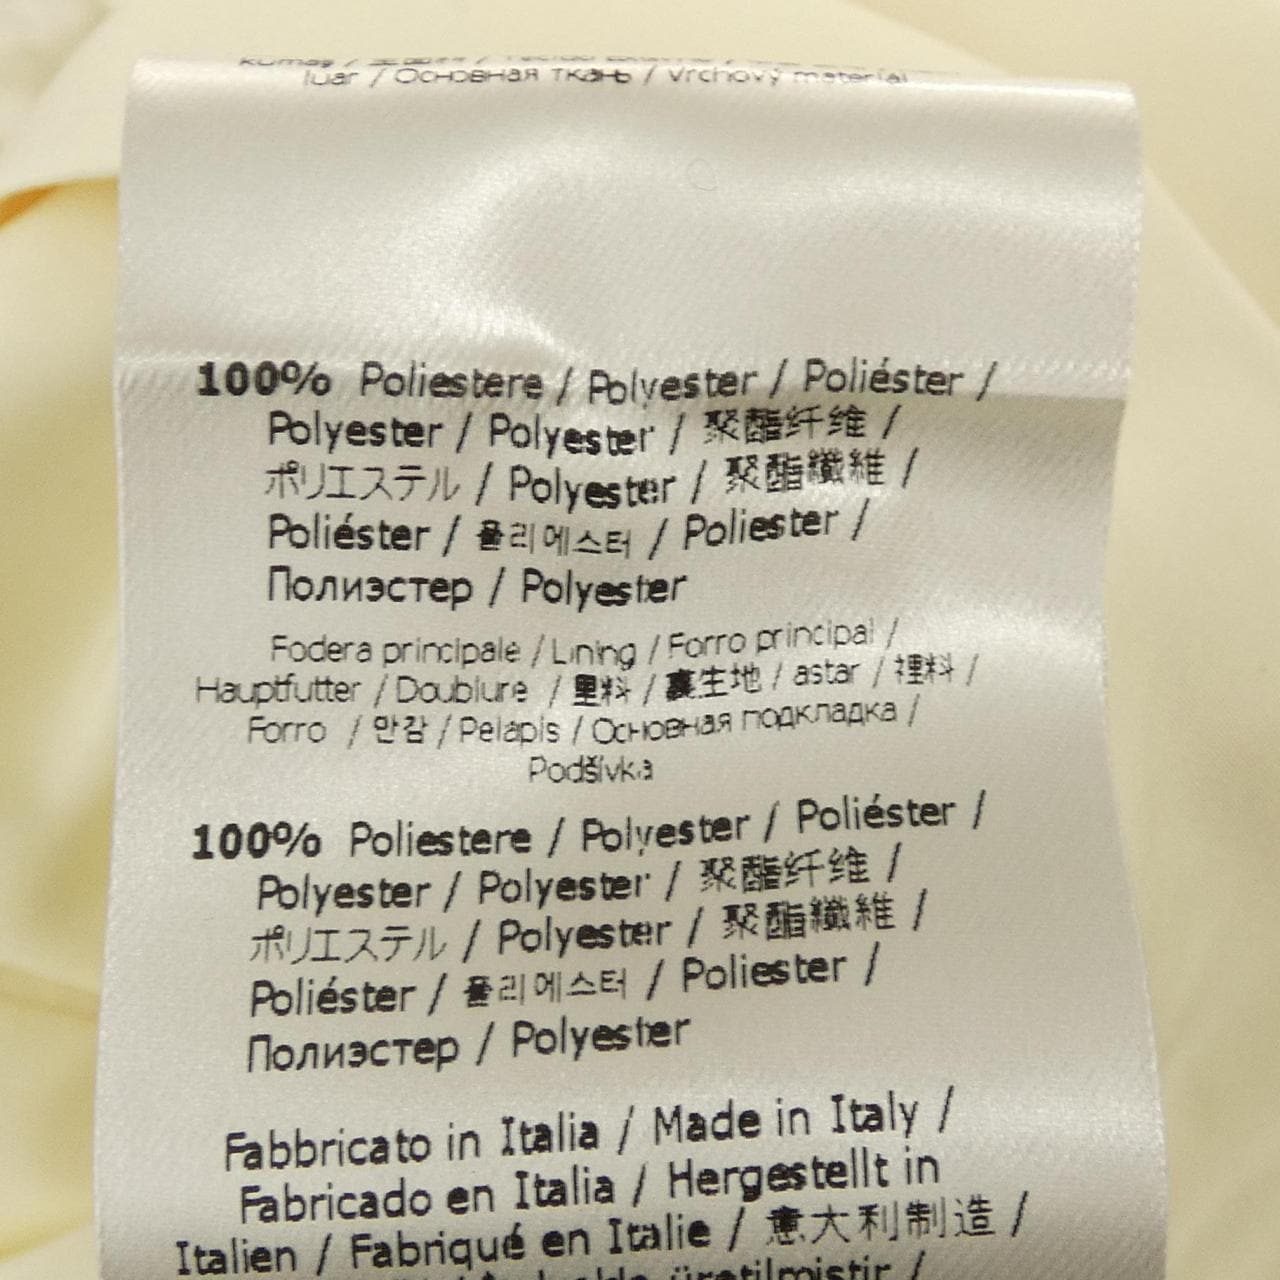 luar / Основная ткань / Vrchový material
100% Poliestere / Polyester / Poliéster /
Polyester / Polyester / 聚酯纤维 /
ポリエステル / Polyester / 聚酯纖維 /
Poliéster / 폴리에스터 / Poliester /
Полиэстер / Polyester
Fodera principale / Lining / Forro principal /
Hauptfutter / Doublure / 里料 / 裏生地 / astar / 裡料 /
Forro / 안감 / Pelapis / Основная подкладка /
Podšívka
100% Poliestere / Polyester / Poliéster /
Polyester / Polyester / 聚酯纤维 /
ポリエステル / Polyester / 聚酯纖維 /
Poliéster / 폴리에스터 / Poliester /
Полиэстер / Polyester
Fabbricato in Italia / Made in Italy /
Fabricado en Italia / Hergestellt in
Italien / Fabriqué en Italie / 意大利制造 /
üretilmiştir /